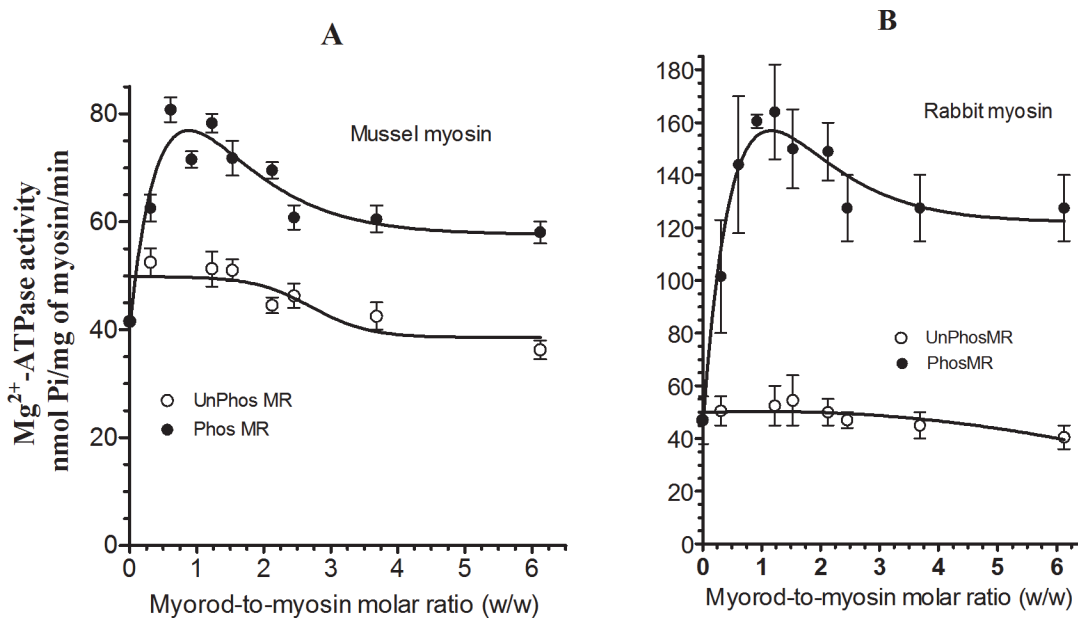 A
Mg2+-ATPase activity
nmol Pi/mg of myosin/min
80
60
40
20
0
Mussel myosin
UnPhos MR
Phos MR
0 1 2 3 4 5 6
Myorod-to-myosin molar ratio (w/w)
B
180
160
140
120
100
80
60
40
20
0
Rabbit myosin
UnPhosMR
PhosMR
0 1 2 3 4 5 6
Myorod-to-myosin molar ratio (w/w)